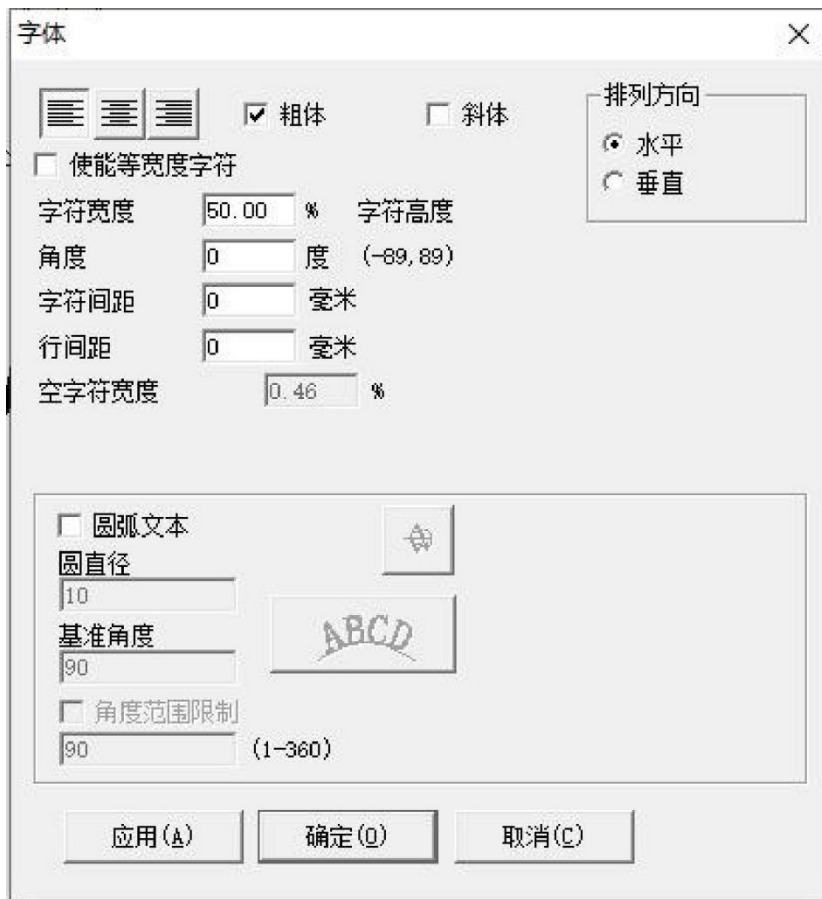 字体
粗体 斜体 排列方向
水平
使能等宽度字符
垂直
字符宽度 50.00 % 字符高度
角度 0 度 (-89,89)
字符间距 0 毫米
行间距 0 毫米
空字符宽度 0.46 %
圆弧文本
圆直径
10
ABCD
基准角度
90
角度范围限制
90 (1-360)
应用(A) 确定(O) 取消(C)